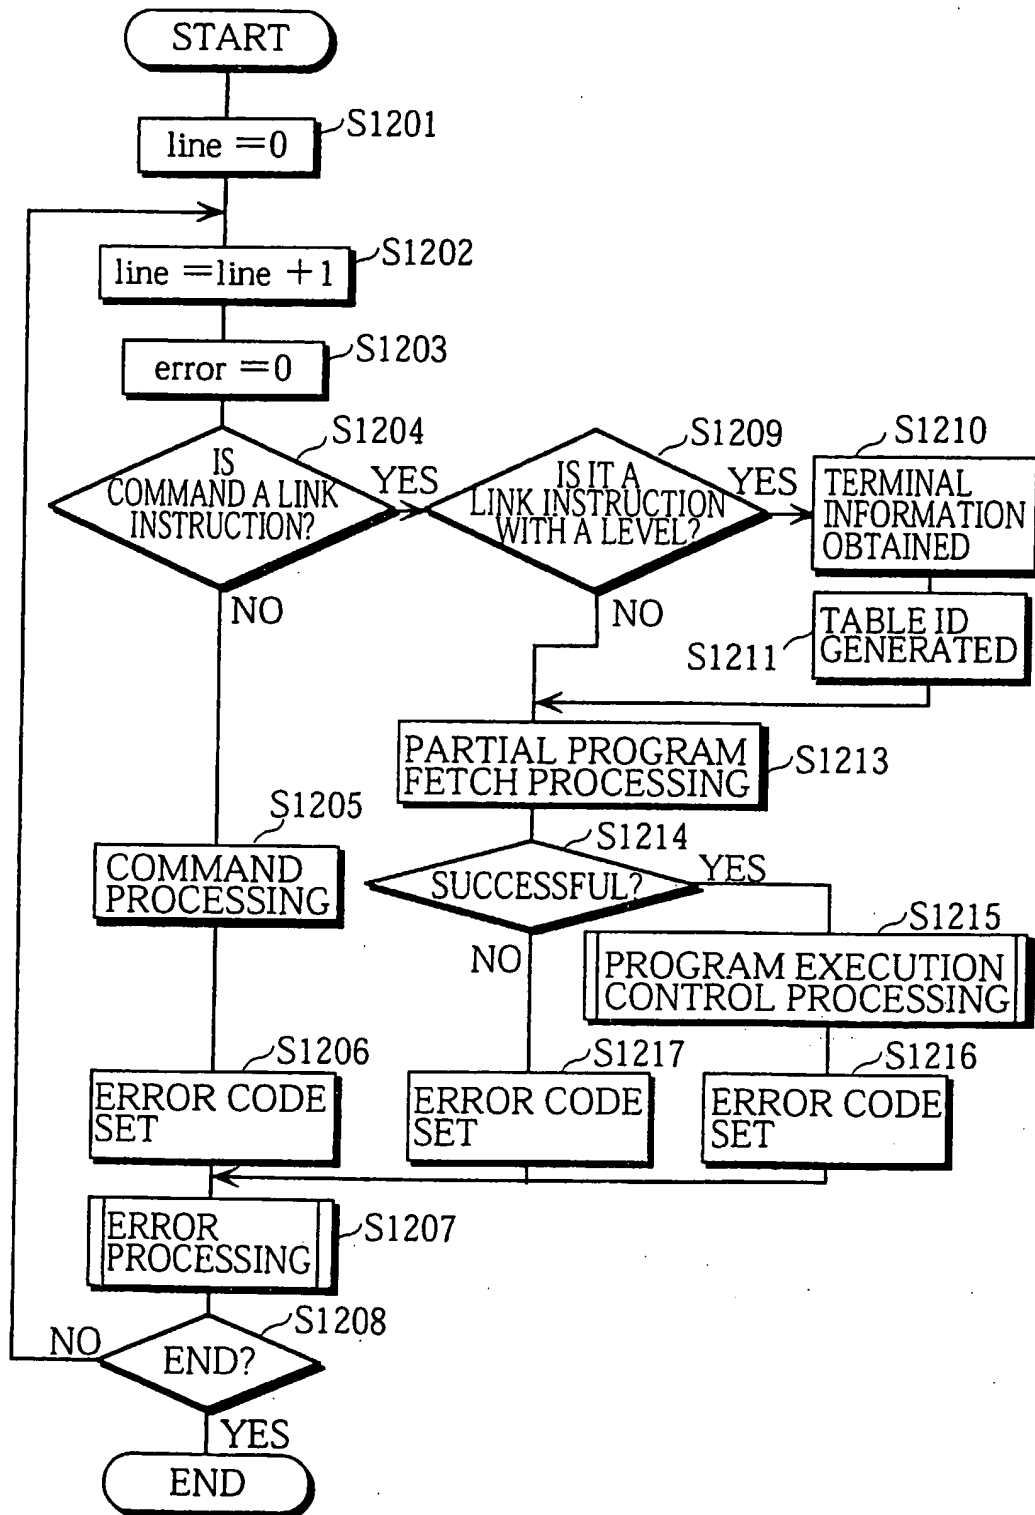 START
S1201
line = 0
S1202
line = line + 1
S1203
error = 0
S1204
IS
COMMAND A LINK
INSTRUCTION?
YES
NO
S1209
IS IT A
LINK INSTRUCTION
WITH A LEVEL?
YES
NO
S1210
TERMINAL
INFORMATION
OBTAINED
S1211
TABLE ID
GENERATED
PARTIAL PROGRAM
FETCH PROCESSING
S1213
S1205
COMMAND
PROCESSING
S1214
SUCCESSFUL?
YES
NO
S1215
PROGRAM EXECUTION
CONTROL PROCESSING
S1206
ERROR CODE
SET
S1217
ERROR CODE
SET
S1216
ERROR CODE
SET
S1207
ERROR
PROCESSING
S1208
NO
END?
YES
END